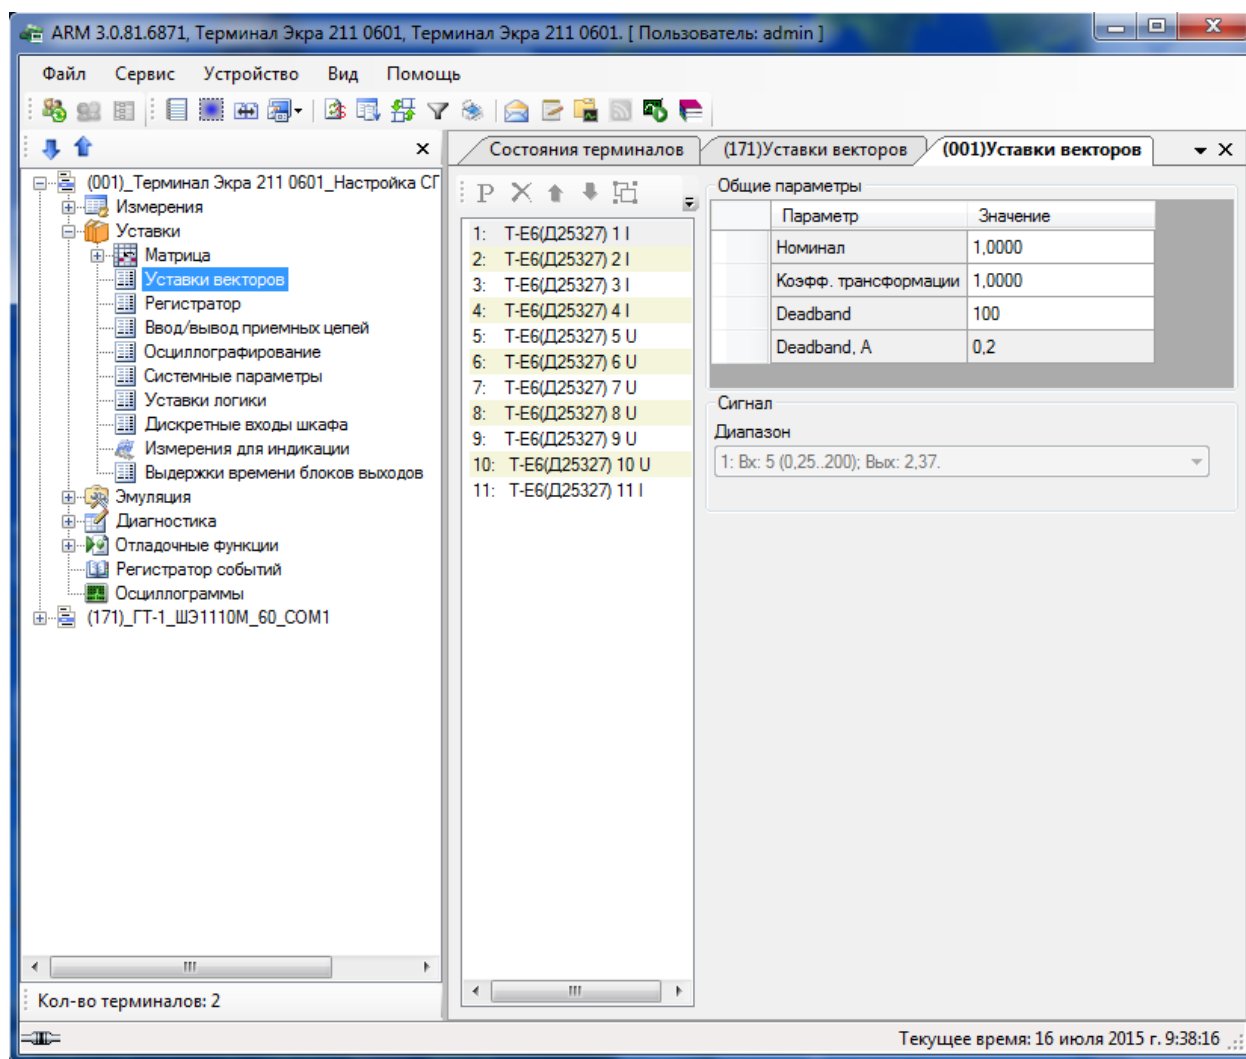 ARM 3.0.81.6871, Терминал Экра 211 0601, Терминал Экра 211 0601. [ Пользователь: admin ]
Файл Сервис Устройство Вид Помощь
(001)_Терминал Экра 211 0601_Настройка СГ
Измерения
Уставки
Матрица
Уставки векторов
Регистратор
Ввод/вывод приемных цепей
Осциллографирование
Системные параметры
Уставки логики
Дискретные входы шкафа
Измерения для индикации
Выдержки времени блоков выходов
Эмуляция
Диагностика
Отладочные функции
Регистратор событий
Осциллограммы
(171)_ГТ-1_ШЭ1110М_60_COM1
Кол-во терминалов: 2
Состояния терминалов (171)Уставки векторов (001)Уставки векторов
P
1: Т-Е6(Д25327) 1 I
2: Т-Е6(Д25327) 2 I
3: Т-Е6(Д25327) 3 I
4: Т-Е6(Д25327) 4 I
5: Т-Е6(Д25327) 5 U
6: Т-Е6(Д25327) 6 U
7: Т-Е6(Д25327) 7 U
8: Т-Е6(Д25327) 8 U
9: Т-Е6(Д25327) 9 U
10: Т-Е6(Д25327) 10 U
11: Т-Е6(Д25327) 11 I
Общие параметры
Параметр Значение
Номинал 1,0000
Коэфф. трансформации 1,0000
Deadband 100
Deadband, A 0,2
Сигнал
Диапазон
1: Вх: 5 (0,25..200); Вых: 2,37.
Текущее время: 16 июля 2015 г. 9:38:16